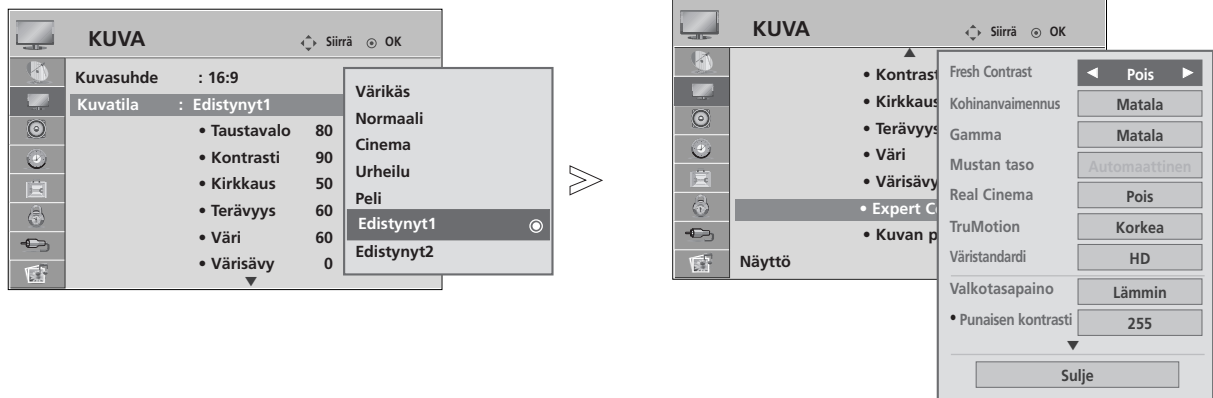 KUVA
Siirrä OK
Kuvasuhde : 16:9
Kuvatila : Edistynyt1
• Taustavalo 80
• Kontrasti 90
• Kirkkaus 50
• Terävyys 60
• Väri 60
• Värisävy 0
Värikäs
Normaali
Cinema
Urheilu
Peli
Edistynyt1
Edistynyt2
KUVA
Siirrä OK
• Kontrast
• Kirkkaus
• Terävyys
• Väri
• Värisävy
• Expert C
• Kuvan p
Näyttö
Fresh Contrast Pois
Kohinanvaimennus Matala
Gamma Matala
Mustan taso Automaattinen
Real Cinema Pois
TruMotion Korkea
Väristandardi HD
Valkotasapaino Lämmin
• Punaisen kontrasti 255
Sulje